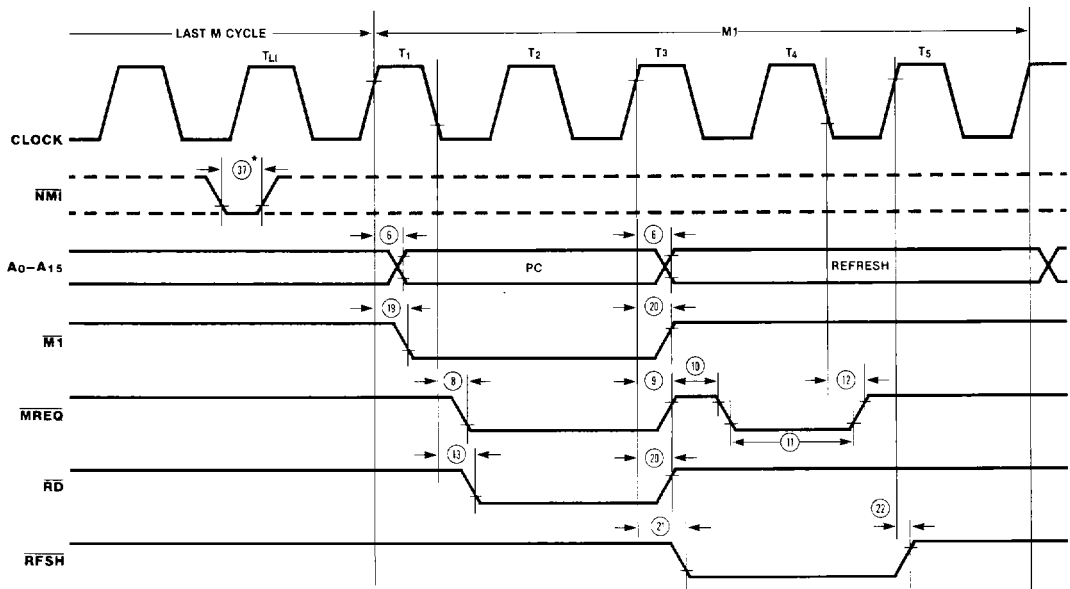 LAST M CYCLE
M1
TLI
T1
T2
T3
T4
T5
CLOCK
37*
NMI
6
6
A0–A15
PC
REFRESH
19
20
M1
8
9
10
12
MREQ
11
13
20
RD
22
21
RFSH